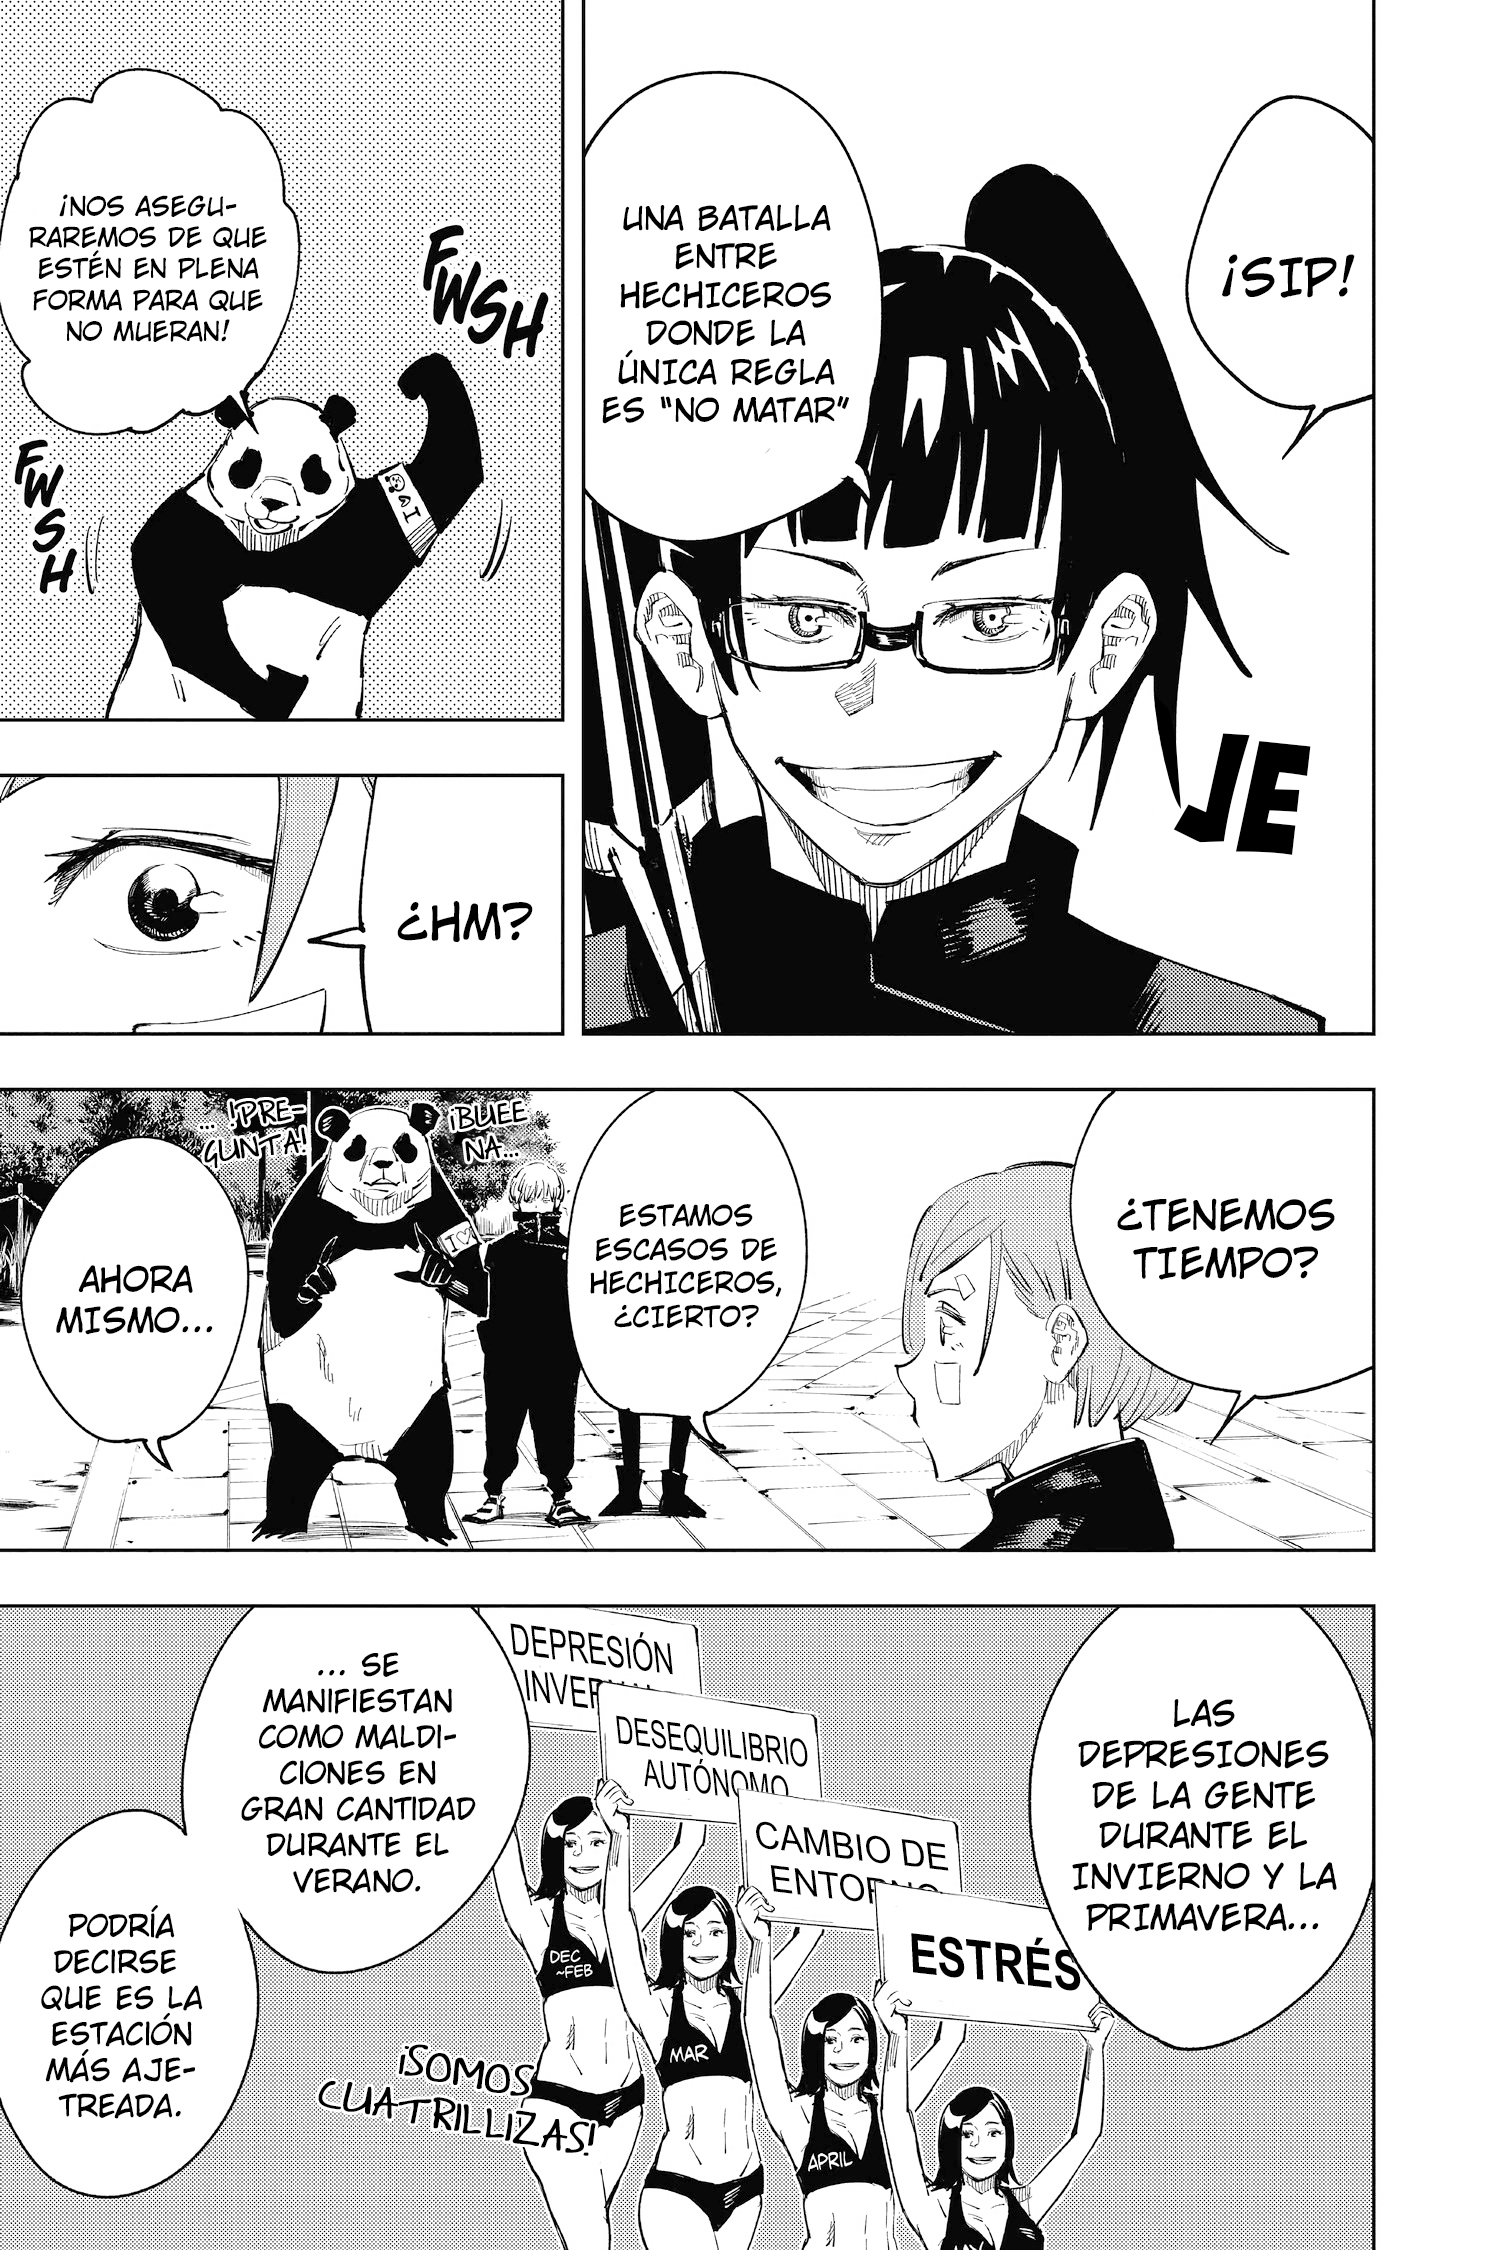 ¡SIP!
UNA BATALLA
ENTRE
HECHICEROS
DONDE LA
ÚNICA REGLA
ES “NO MATAR”
JE
¡NOS ASEGU-
RAREMOS DE QUE
ESTÉN EN PLENA
FORMA PARA QUE
NO MUERAN!
FWSH
FWSH
I
¿HM?
¿TENEMOS
TIEMPO?
ESTAMOS
ESCASOS DE
HECHICEROS,
¿CIERTO?
¡BUEE
NA...
... !PRE-
GUNTA!
I
AHORA
MISMO...
LAS
DEPRESIONES
DE LA GENTE
DURANTE EL
INVIERNO Y LA
PRIMAVERA...
DEPRESIÓN
DESEQUILIBRIO
AUTÓNOMO
CAMBIO DE
ENTORNO
ESTRÉS
DEC
~FEB
MAR
APRIL
¡SOMOS
CUATRILLIZAS!
... SE
MANIFIESTAN
COMO MALDI-
CIONES EN
GRAN CANTIDAD
DURANTE EL
VERANO.
PODRÍA
DECIRSE
QUE ES LA
ESTACIÓN
MÁS AJE-
TREADA.